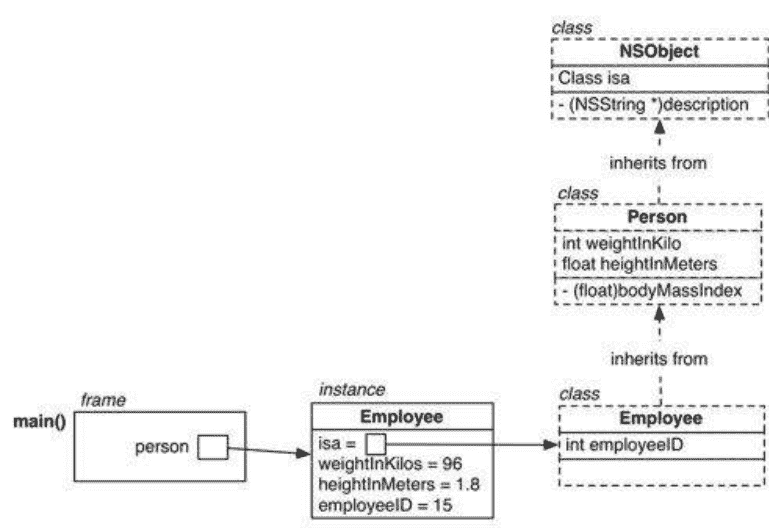 class
NSObject
Class isa
- (NSString *)description
inherits from
class
Person
int weightInKilo
float heightInMeters
- (float)bodyMassIndex
inherits from
frame
main()
person
instance
Employee
isa =
weightInKilos = 96
heightInMeters = 1.8
employeeID = 15
class
Employee
int employeeID